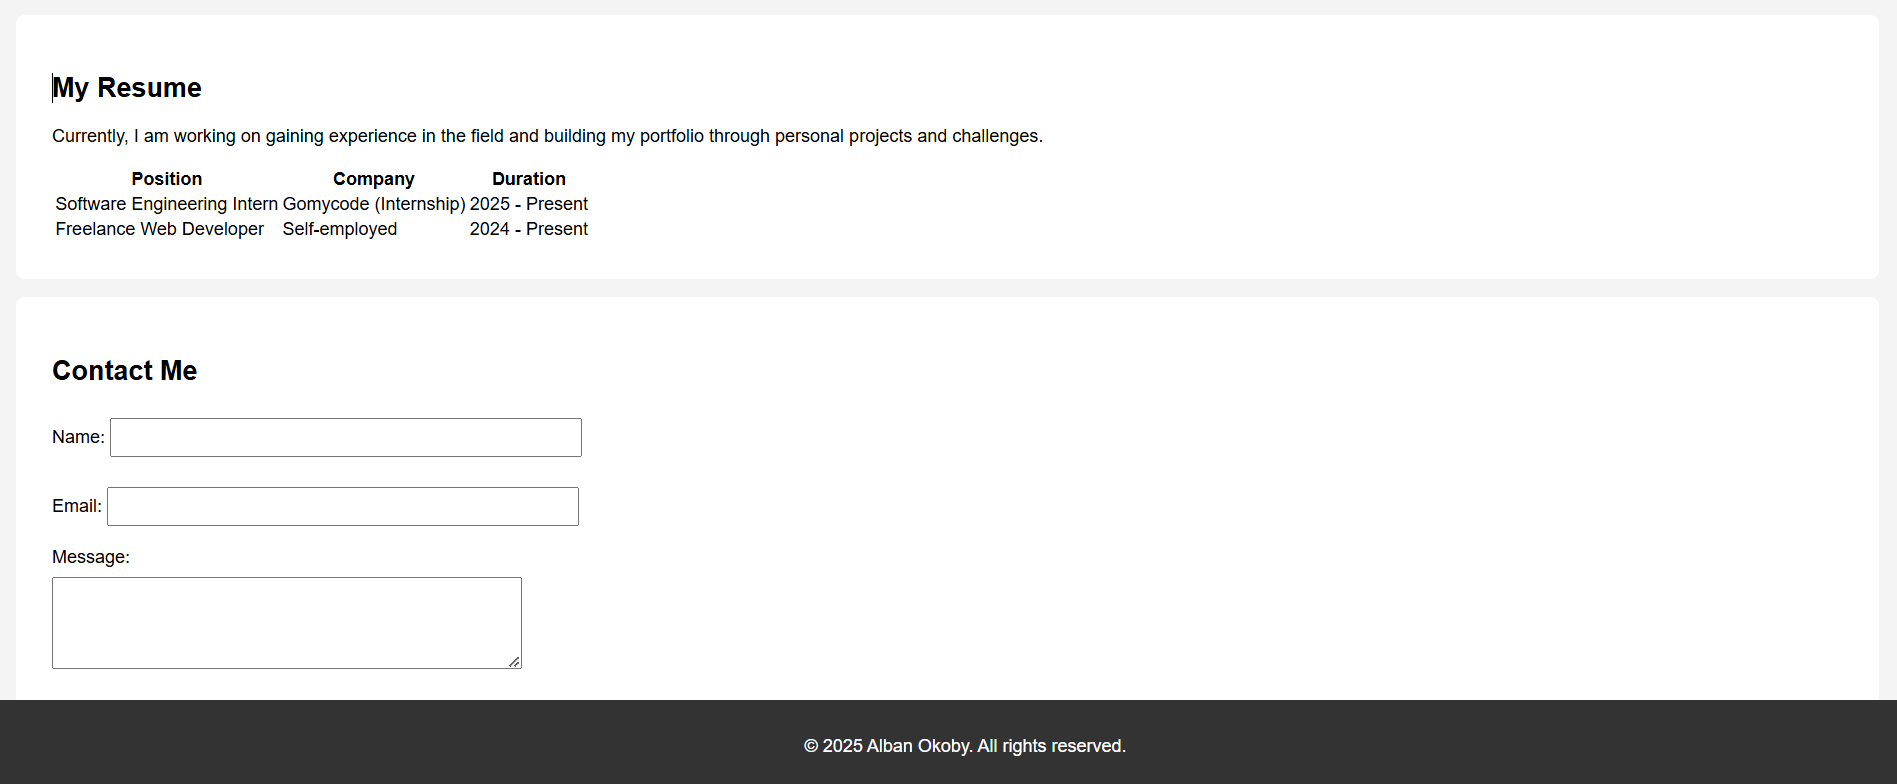 My Resume
Currently, I am working on gaining experience in the field and building my portfolio through personal projects and challenges.
Position Company Duration
Software Engineering Intern Gomycode (Internship) 2025 - Present
Freelance Web Developer Self-employed 2024 - Present
Contact Me
Name:
Email:
Message:
© 2025 Alban Okoby. All rights reserved.